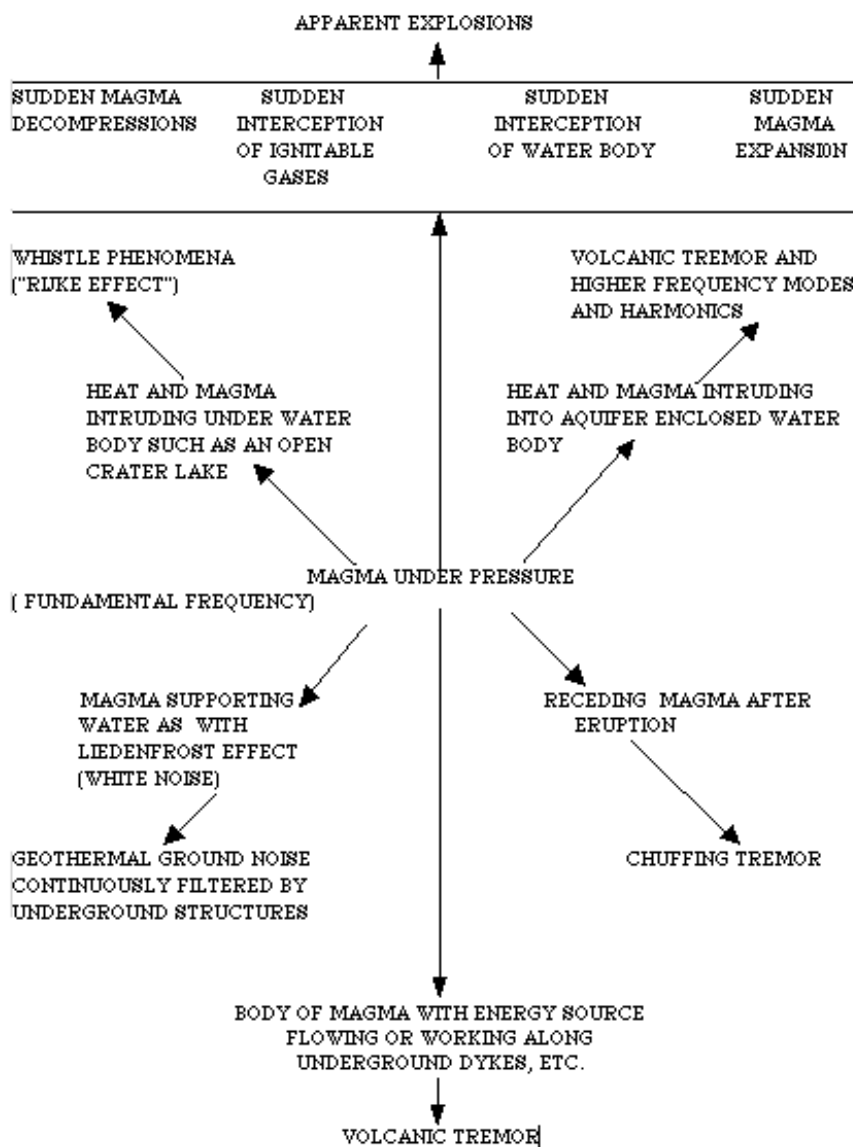 APPARENT EXPLOSIONS
SUDDEN MAGMA
DECOMPRESSIONS
SUDDEN
INTERCEPTION
OF IGNITABLE
GASES
SUDDEN
INTERCEPTION
OF WATER BODY
SUDDEN
MAGMA
EXPANSION
WHISTLE PHENOMENA
("RIJKE EFFECT")
VOLCANIC TREMOR AND
HIGHER FREQUENCY MODES
AND HARMONICS
HEAT AND MAGMA
INTRUDING UNDER WATER
BODY SUCH AS AN OPEN
CRATER LAKE
HEAT AND MAGMA INTRUDING
INTO AQUIFER ENCLOSED WATER
BODY
MAGMA UNDER PRESSURE
( FUNDAMENTAL FREQUENCY)
MAGMA SUPPORTING
WATER AS WITH
LIEDENFROST EFFECT
(WHITE NOISE)
RECEDING MAGMA AFTER
ERUPTION
GEOTHERMAL GROUND NOISE
CONTINUOUSLY FILTERED BY
UNDERGROUND STRUCTURES
CHUFFING TREMOR
BODY OF MAGMA WITH ENERGY SOURCE
FLOWING OR WORKING ALONG
UNDERGROUND DYKES, ETC.
VOLCANIC TREMOR